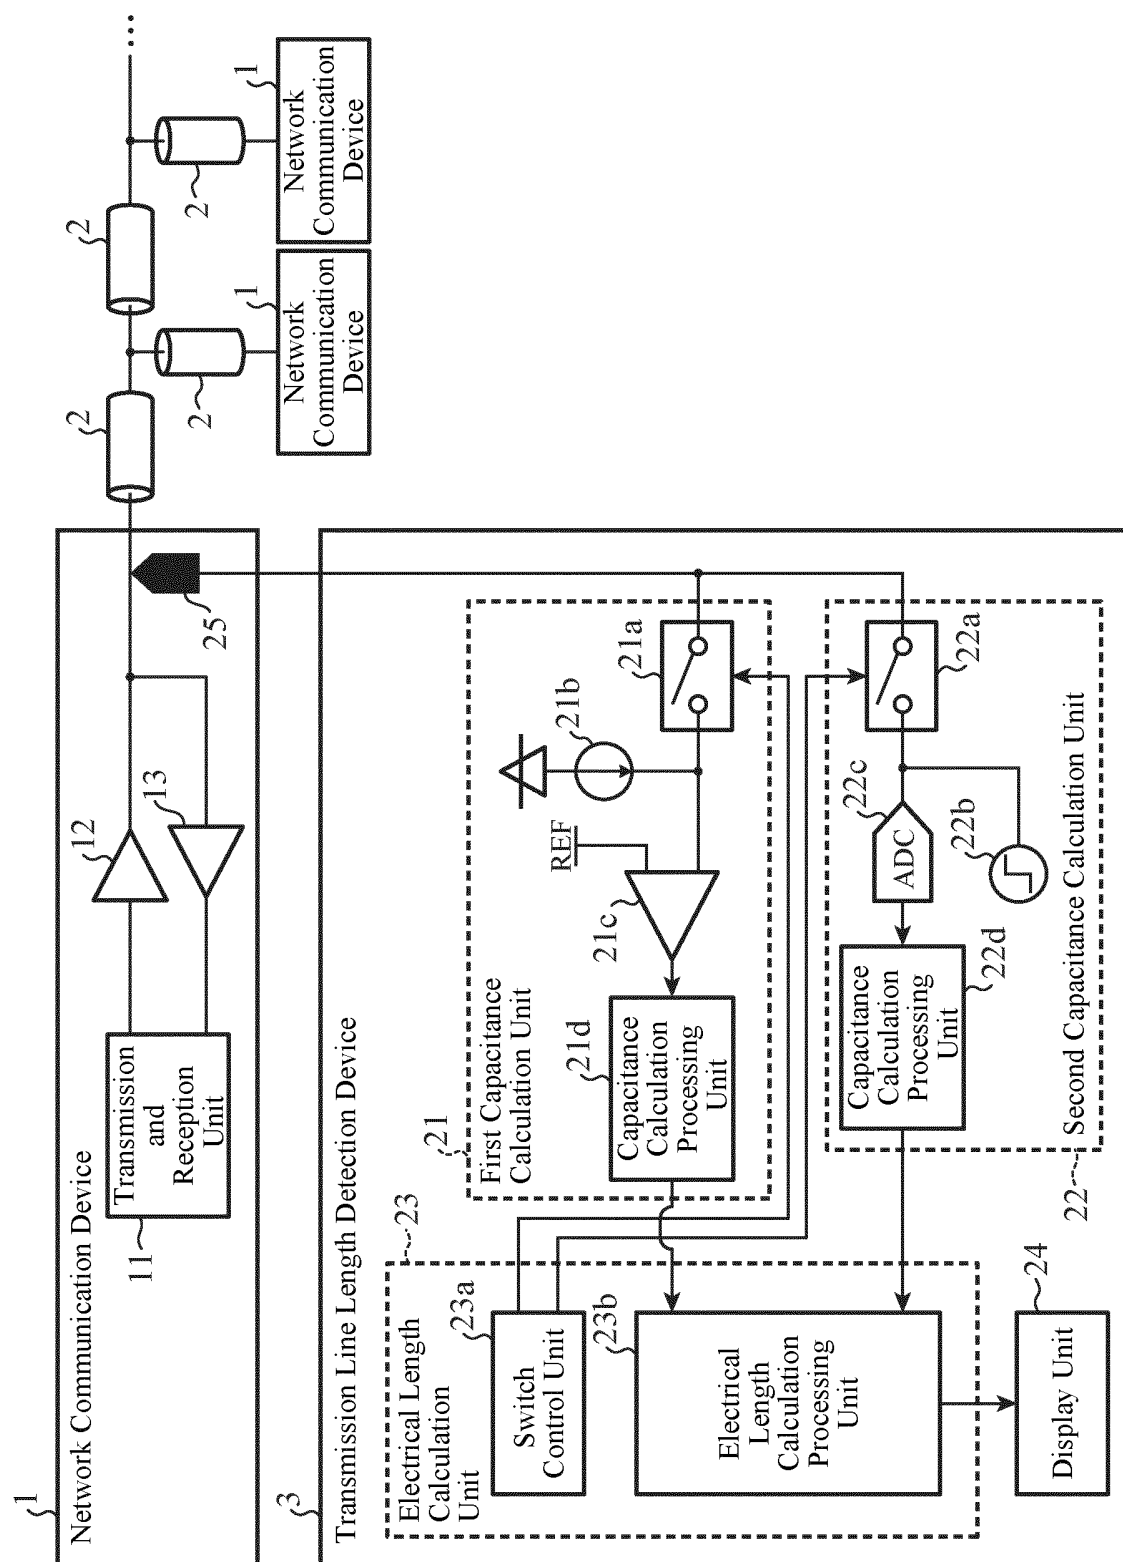 1
Network Communication Device
Transmission
and
Reception
Unit
11
12
13
25
2
2
2
2
1
Network
Communication
Device
1
Network
Communication
Device
...
3
Transmission Line Length Detection Device
Electrical Length
Calculation
Unit
23
Switch
Control Unit
23a
Electrical
Length
Calculation
Processing
Unit
23b
Display Unit
24
21
First Capacitance
Calculation Unit
Capacitance
Calculation
Processing
Unit
21d
21c
REF
21b
21a
22
Second Capacitance Calculation Unit
Capacitance
Calculation
Processing
Unit
22d
ADC
22c
22b
22a